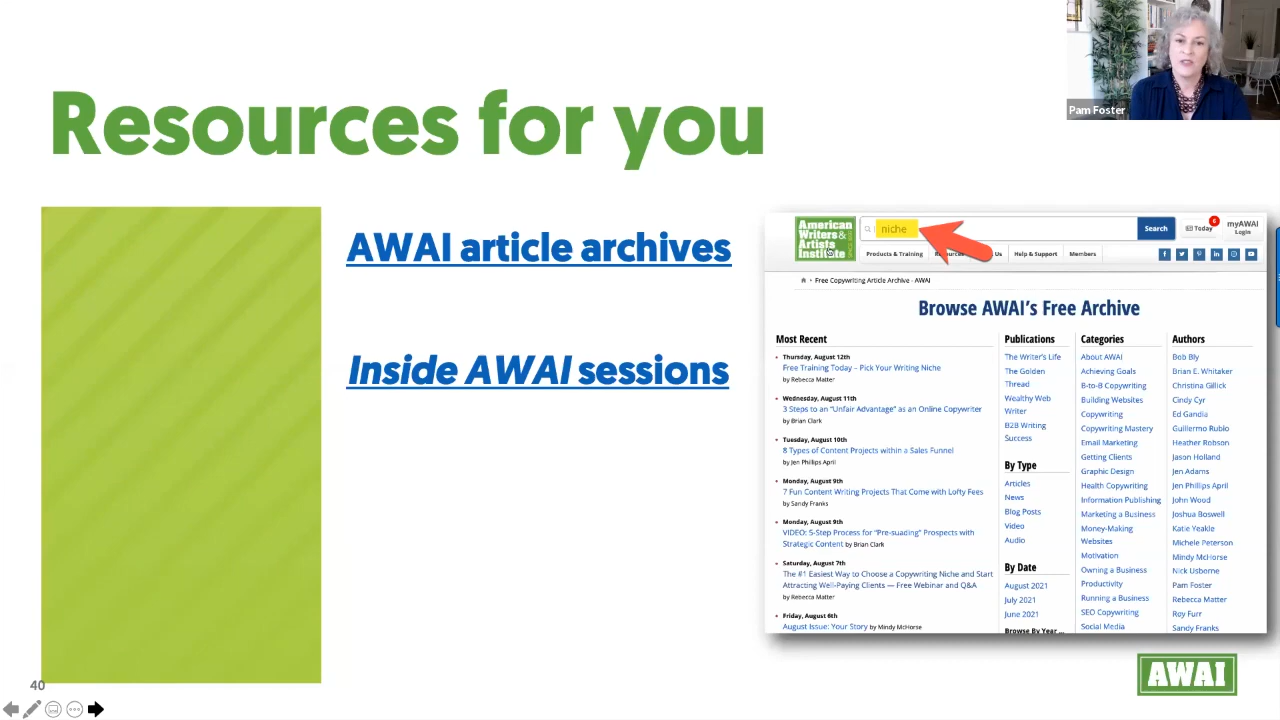 Resources for you
Pam Foster
AWAI article archives
Inside AWAI sessions
American
Writers &
Artists
Institute
niche
Search
Today
6
myAWAI
Login
Products & Training
Us
Help & Support
Members
Free Copywriting Article Archive - AWAI
Browse AWAI's Free Archive
Most Recent
Thursday, August 12th
Free Training Today – Pick Your Writing Niche
by Rebecca Matter
Wednesday, August 11th
3 Steps to an “Unfair Advantage” as an Online Copywriter
by Brian Clark
Tuesday, August 10th
8 Types of Content Projects within a Sales Funnel
by Jen Phillips April
Monday, August 9th
7 Fun Content Writing Projects That Come with Lofty Fees
by Sandy Franks
Monday, August 9th
VIDEO: 5-Step Process for “Pre-suading” Prospects with
Strategic Content by Brian Clark
Saturday, August 7th
The #1 Easiest Way to Choose a Copywriting Niche and Start
Attracting Well-Paying Clients — Free Webinar and Q&A
by Rebecca Matter
Friday, August 6th
August Issue: Your Story by Mindy McHorse
Publications
The Writer's Life
The Golden
Thread
Wealthy Web
Writer
B2B Writing
Success
By Type
Articles
News
Blog Posts
Video
Audio
By Date
August 2021
July 2021
June 2021
Browse By Year ...
Categories
About AWAI
Achieving Goals
B-to-B Copywriting
Building Websites
Copywriting
Copywriting Mastery
Email Marketing
Getting Clients
Graphic Design
Health Copywriting
Information Publishing
Marketing a Business
Money-Making
Websites
Motivation
Owning a Business
Productivity
Running a Business
SEO Copywriting
Social Media
Authors
Bob Bly
Brian E. Whitaker
Christina Gillick
Cindy Cyr
Ed Gandia
Guillermo Rubio
Heather Robson
Jason Holland
Jen Adams
Jen Phillips April
John Wood
Joshua Boswell
Katie Yeakle
Michele Peterson
Mindy McHorse
Nick Usborne
Pam Foster
Rebecca Matter
Roy Furr
Sandy Franks
AWAI
40